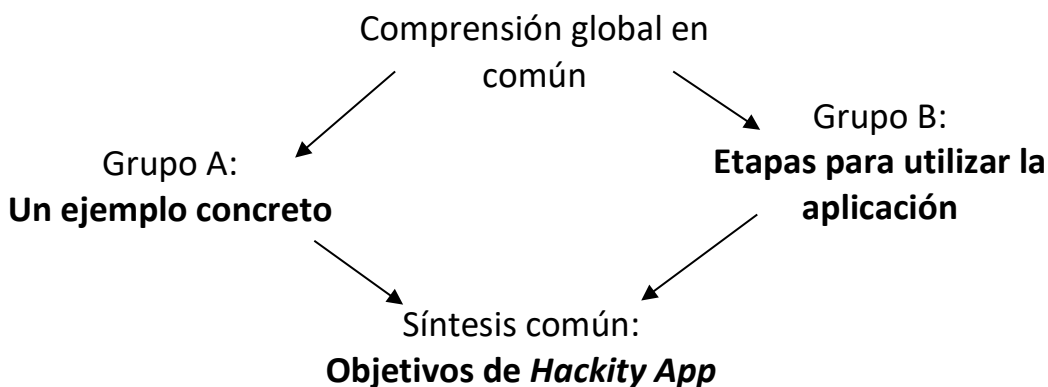 Comprensión global en
común
Grupo A:
Un ejemplo concreto
Grupo B:
Etapas para utilizar la
aplicación
Síntesis común:
Objetivos de Hackity App